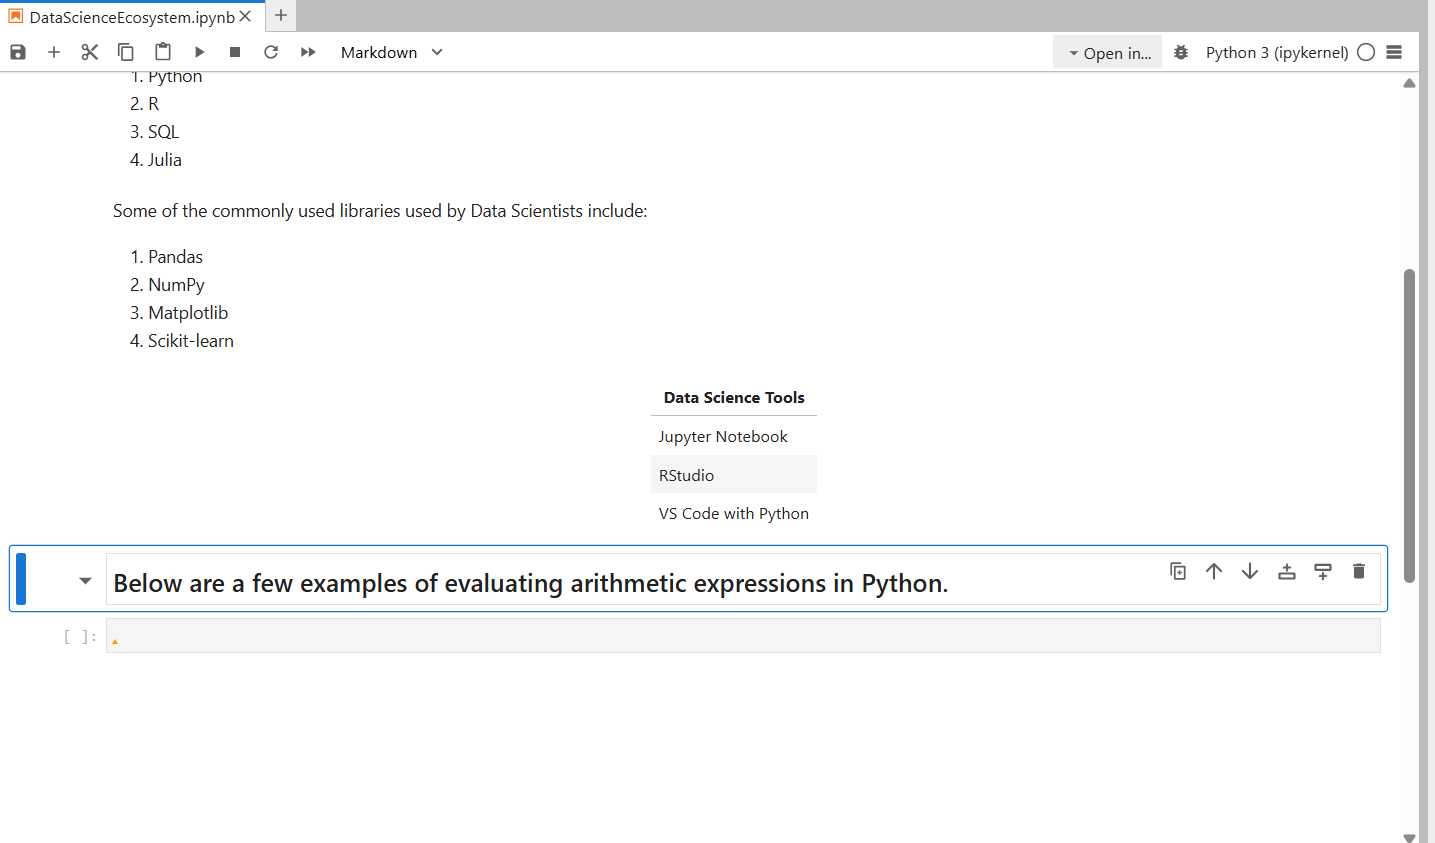 DataScienceEcosystem.ipynb
Markdown
Open in...
Python 3 (ipykernel)
1. Python
2. R
3. SQL
4. Julia
Some of the commonly used libraries used by Data Scientists include:
1. Pandas
2. NumPy
3. Matplotlib
4. Scikit-learn
Data Science Tools
Jupyter Notebook
RStudio
VS Code with Python
Below are a few examples of evaluating arithmetic expressions in Python.
[ ]: